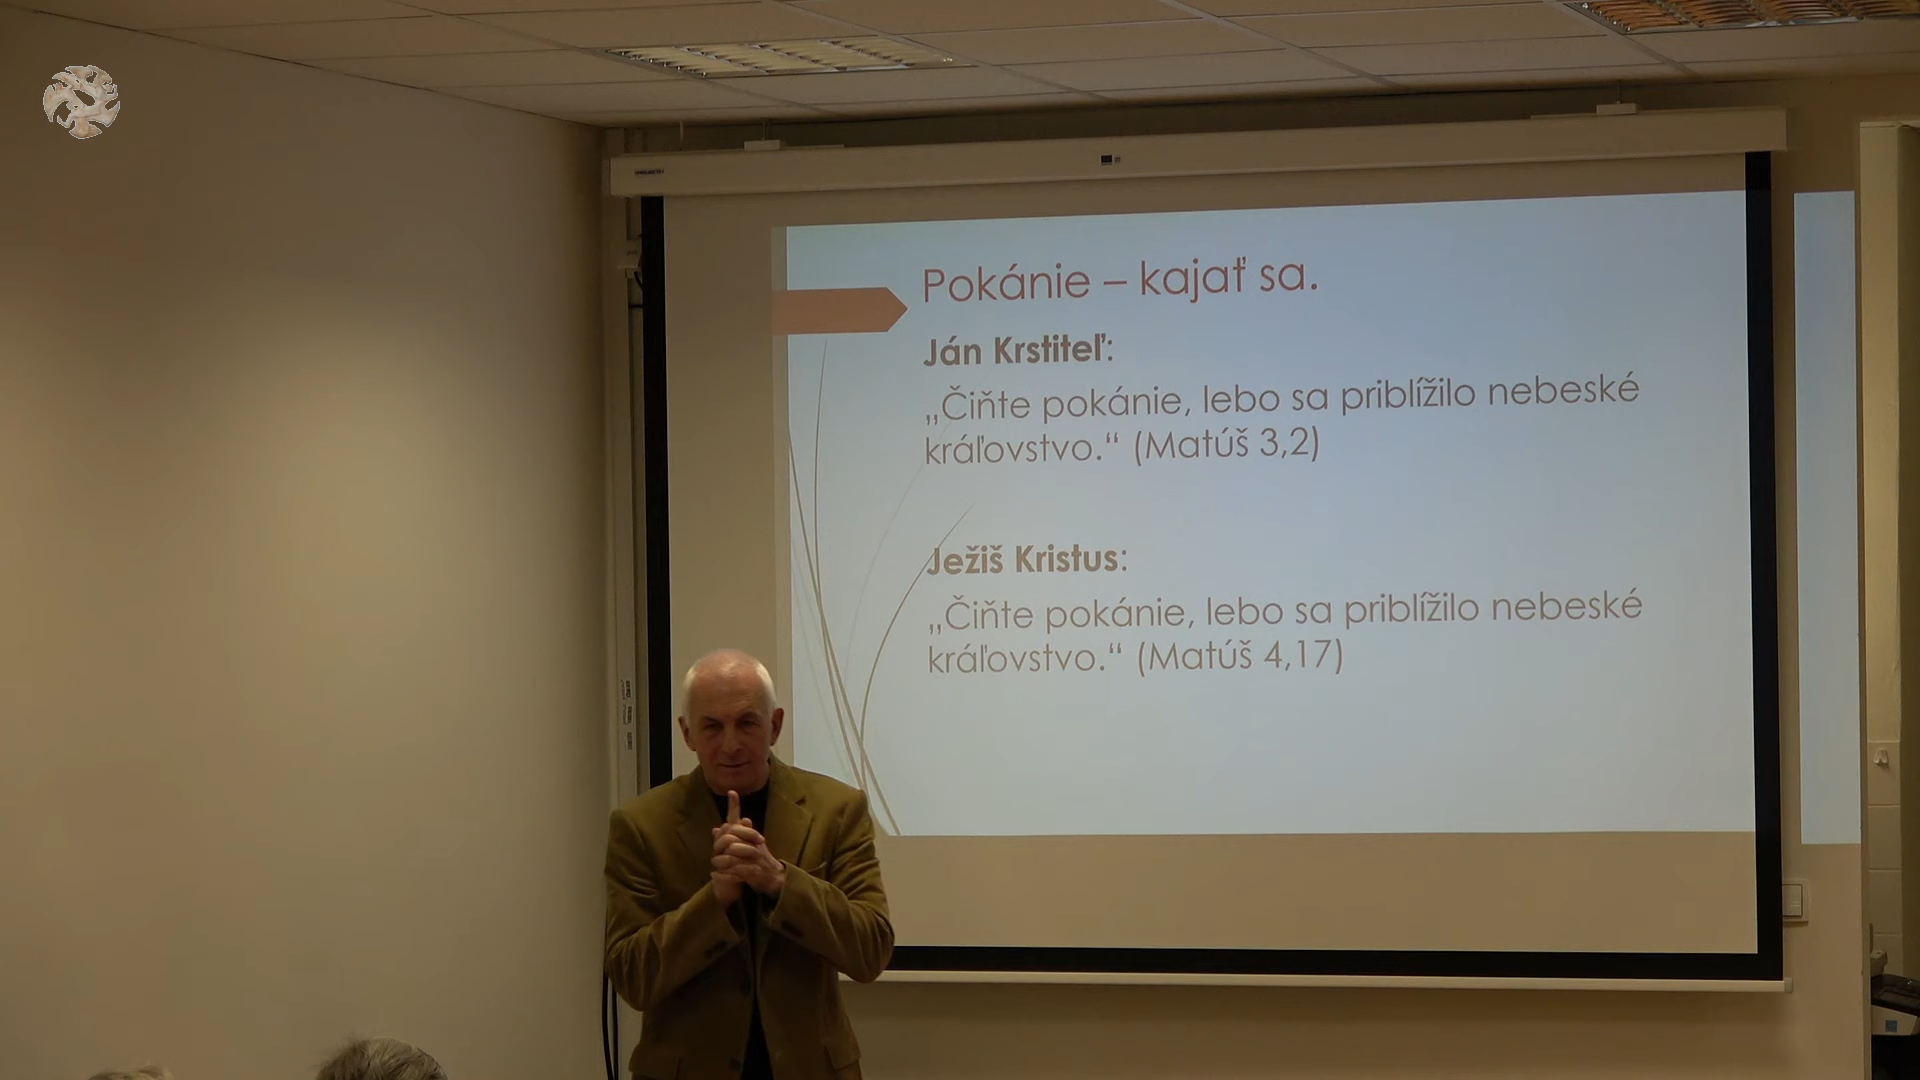 Pokánie – kajať sa.
Ján Krstiteľ:
„Čiňte pokánie, lebo sa priblížilo nebeské
kráľovstvo.“ (Matúš 3,2)
Ježiš Kristus:
„Čiňte pokánie, lebo sa priblížilo nebeské
kráľovstvo.“ (Matúš 4,17)